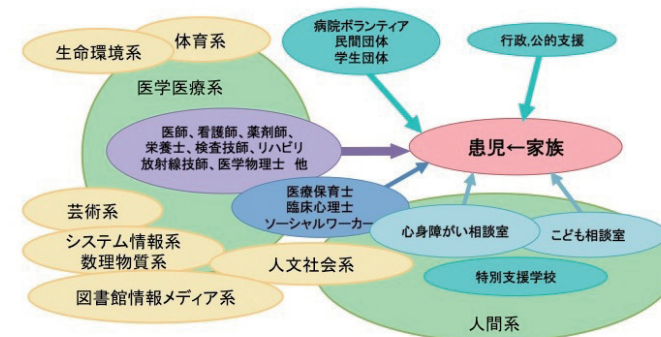 体育系
生命環境系
医学医療系
病院ボランティア
民間団体
学生団体
行政,公的支援
医師、看護師、薬剤師、
栄養士、検査技師、リハビリ
放射線技師、医学物理士 他
患児←家族
医療保育士
臨床心理士
ソーシャルワーカー
芸術系
システム情報系
数理物質系
人文社会系
図書館情報メディア系
心身障がい相談室
こども相談室
特別支援学校
人間系